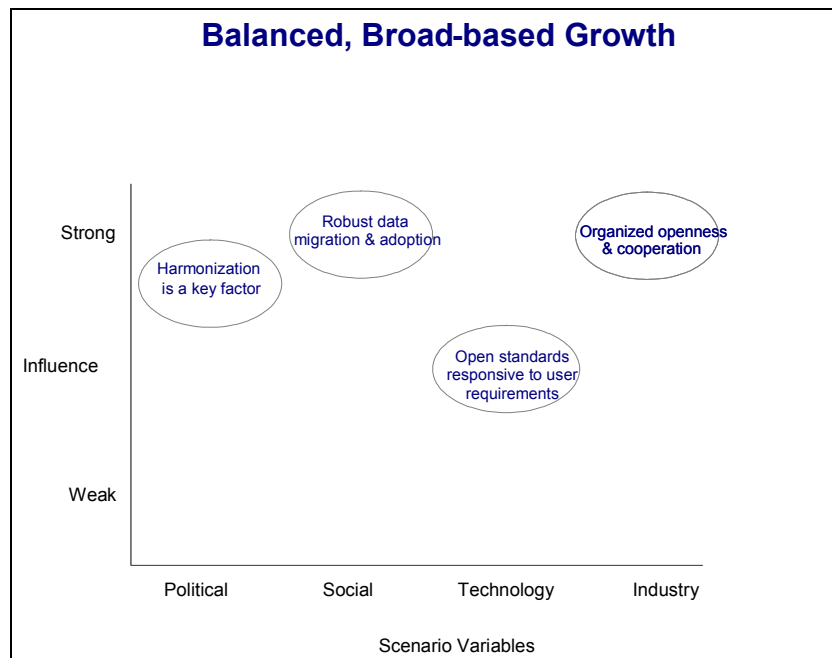 Balanced, Broad-based Growth
Strong
Influence
Weak
Harmonization
is a key factor
Robust data
migration & adoption
Open standards
responsive to user
requirements
Organized openness
& cooperation
Political
Social
Technology
Industry
Scenario Variables